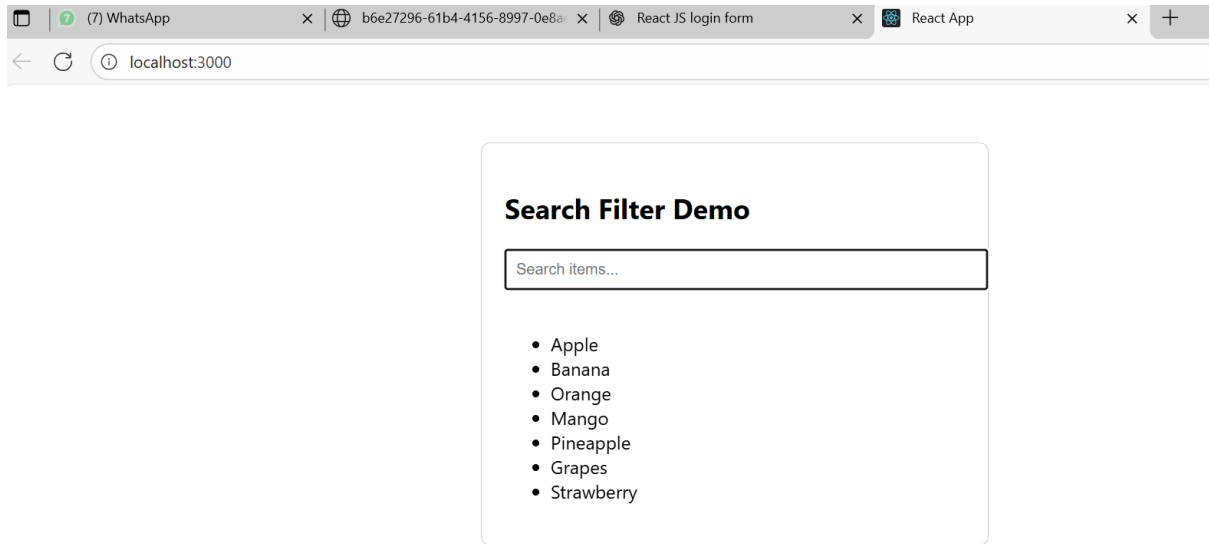 7 (7) WhatsApp b6e27296-61b4-4156-8997-0e8a React JS login form React App
localhost:3000
Search Filter Demo
Search items...
Apple
Banana
Orange
Mango
Pineapple
Grapes
Strawberry